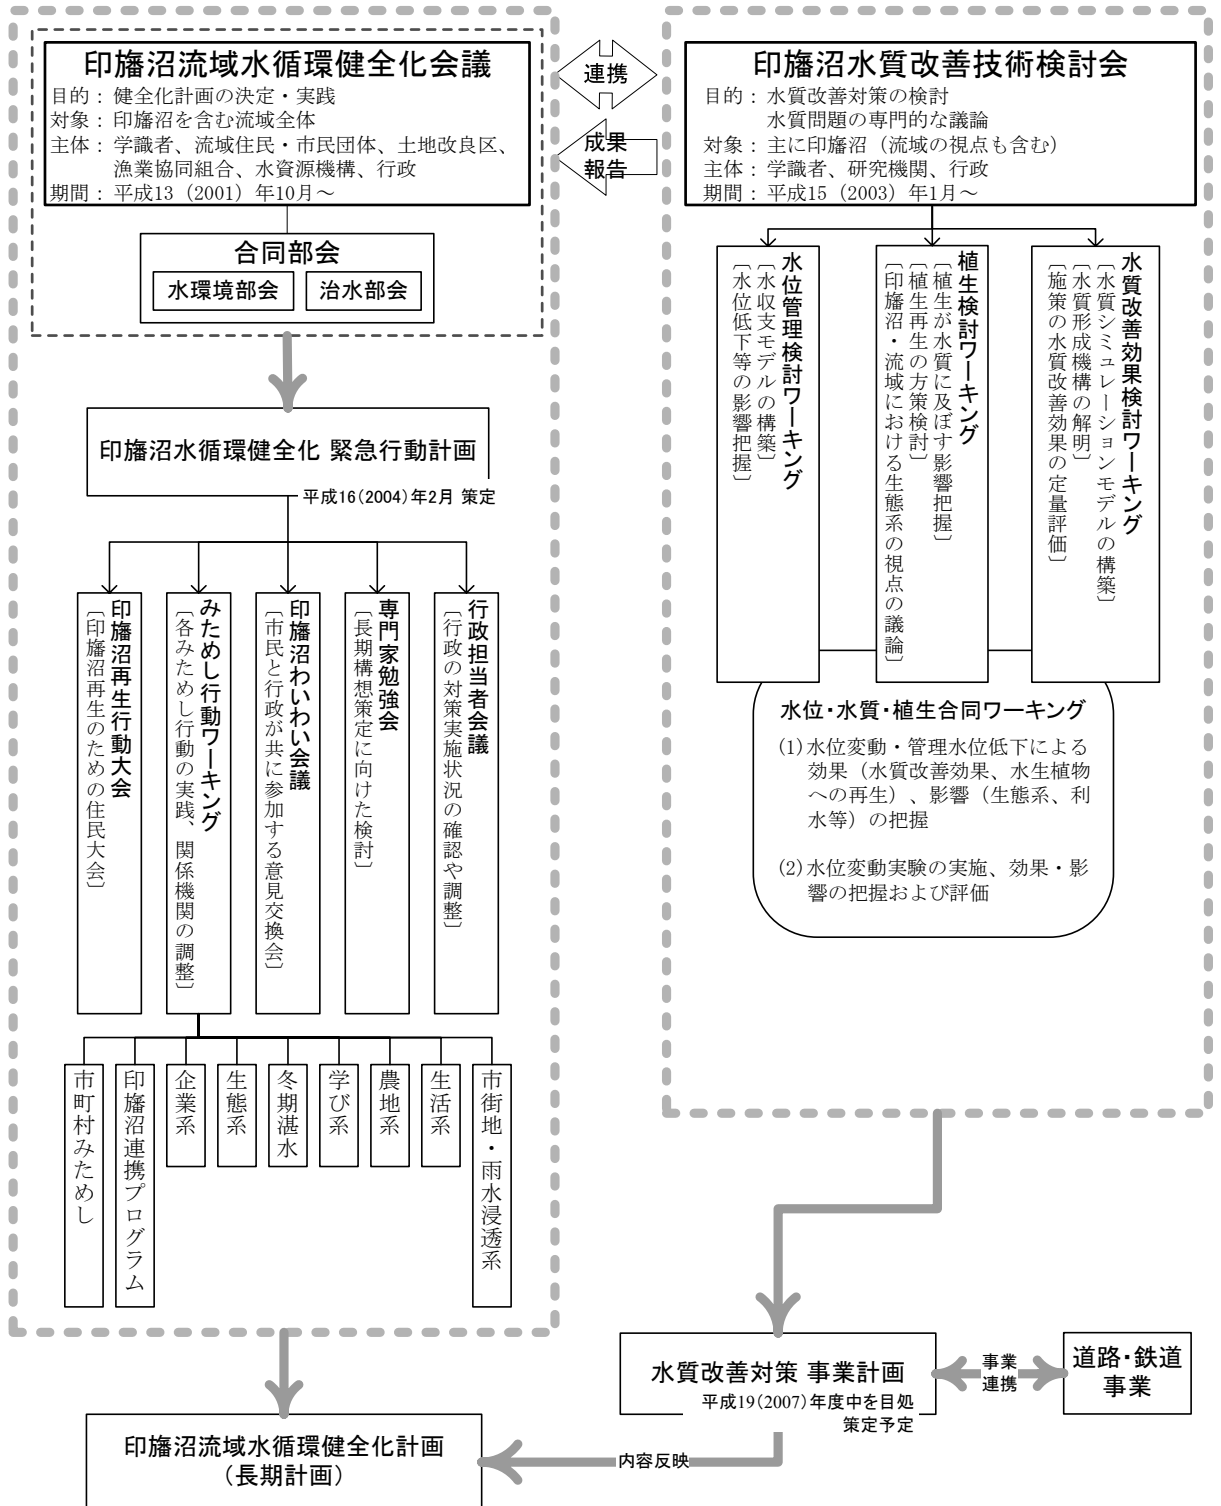 印旛沼流域水循環健全化会議
目的：健全化計画の決定・実践
対象：印旛沼を含む流域全体
主体：学識者、流域住民・市民団体、土地改良区、
漁業協同組合、水資源機構、行政
期間：平成13（2001）年10月～
合同部会
水環境部会
治水部会
連携
成果
報告
印旛沼水質改善技術検討会
目的：水質改善対策の検討
水質問題の専門的な議論
対象：主に印旛沼（流域の視点も含む）
主体：学識者、研究機関、行政
期間：平成15（2003）年1月～
水位管理検討ワーキング
〔水収支モデルの構築〕
〔水位低下等の影響把握〕
植生検討ワーキング
〔植生が水質に及ぼす影響把握〕
〔植生再生の方策検討〕
〔印旛沼・流域における生態系の視点の議論〕
水質改善効果検討ワーキング
〔水質シミュレーションモデルの構築〕
〔水質形成機構の解明〕
〔施策の水質改善効果の定量評価〕
水位・水質・植生合同ワーキング
(1)水位変動・管理水位低下による
効果（水質改善効果、水生植物
への再生）、影響（生態系、利
水等）の把握
(2)水位変動実験の実施、効果・影
響の把握および評価
印旛沼水循環健全化 緊急行動計画
平成16(2004)年2月 策定
印旛沼再生行動大会
〔印旛沼再生のための住民大会〕
みためし行動ワーキング
〔各みためし行動の実践、関係機関の調整〕
印旛沼わいわい会議
〔市民と行政が共に参加する意見交換会〕
専門家勉強会
〔長期構想策定に向けた検討〕
行政担当者会議
〔行政の対策実施状況の確認や調整〕
市町村みためし
印旛沼連携プログラム
企業系
生態系
冬期湛水
学び系
農地系
生活系
市街地・雨水浸透系
水質改善対策 事業計画
平成19(2007)年度中を目処
策定予定
事業
連携
道路・鉄道
事業
内容反映
印旛沼流域水循環健全化計画
（長期計画）